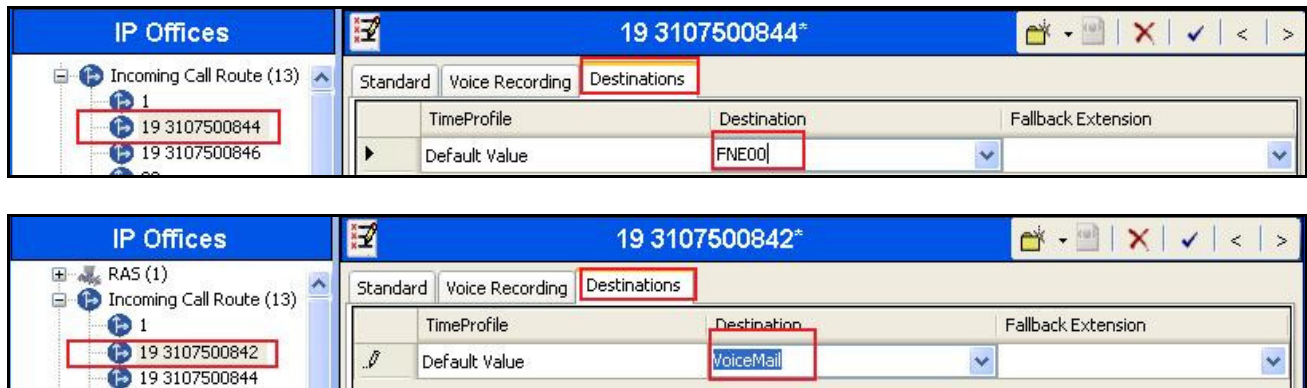 IP Offices
19 3107500844*
Incoming Call Route (13)
1
19 3107500844
19 3107500846
Standard Voice Recording Destinations
TimeProfile Destination Fallback Extension
Default Value FNE00
IP Offices
19 3107500842*
RAS (1)
Incoming Call Route (13)
1
19 3107500842
19 3107500844
Standard Voice Recording Destinations
TimeProfile Destination Fallback Extension
Default Value VoiceMail